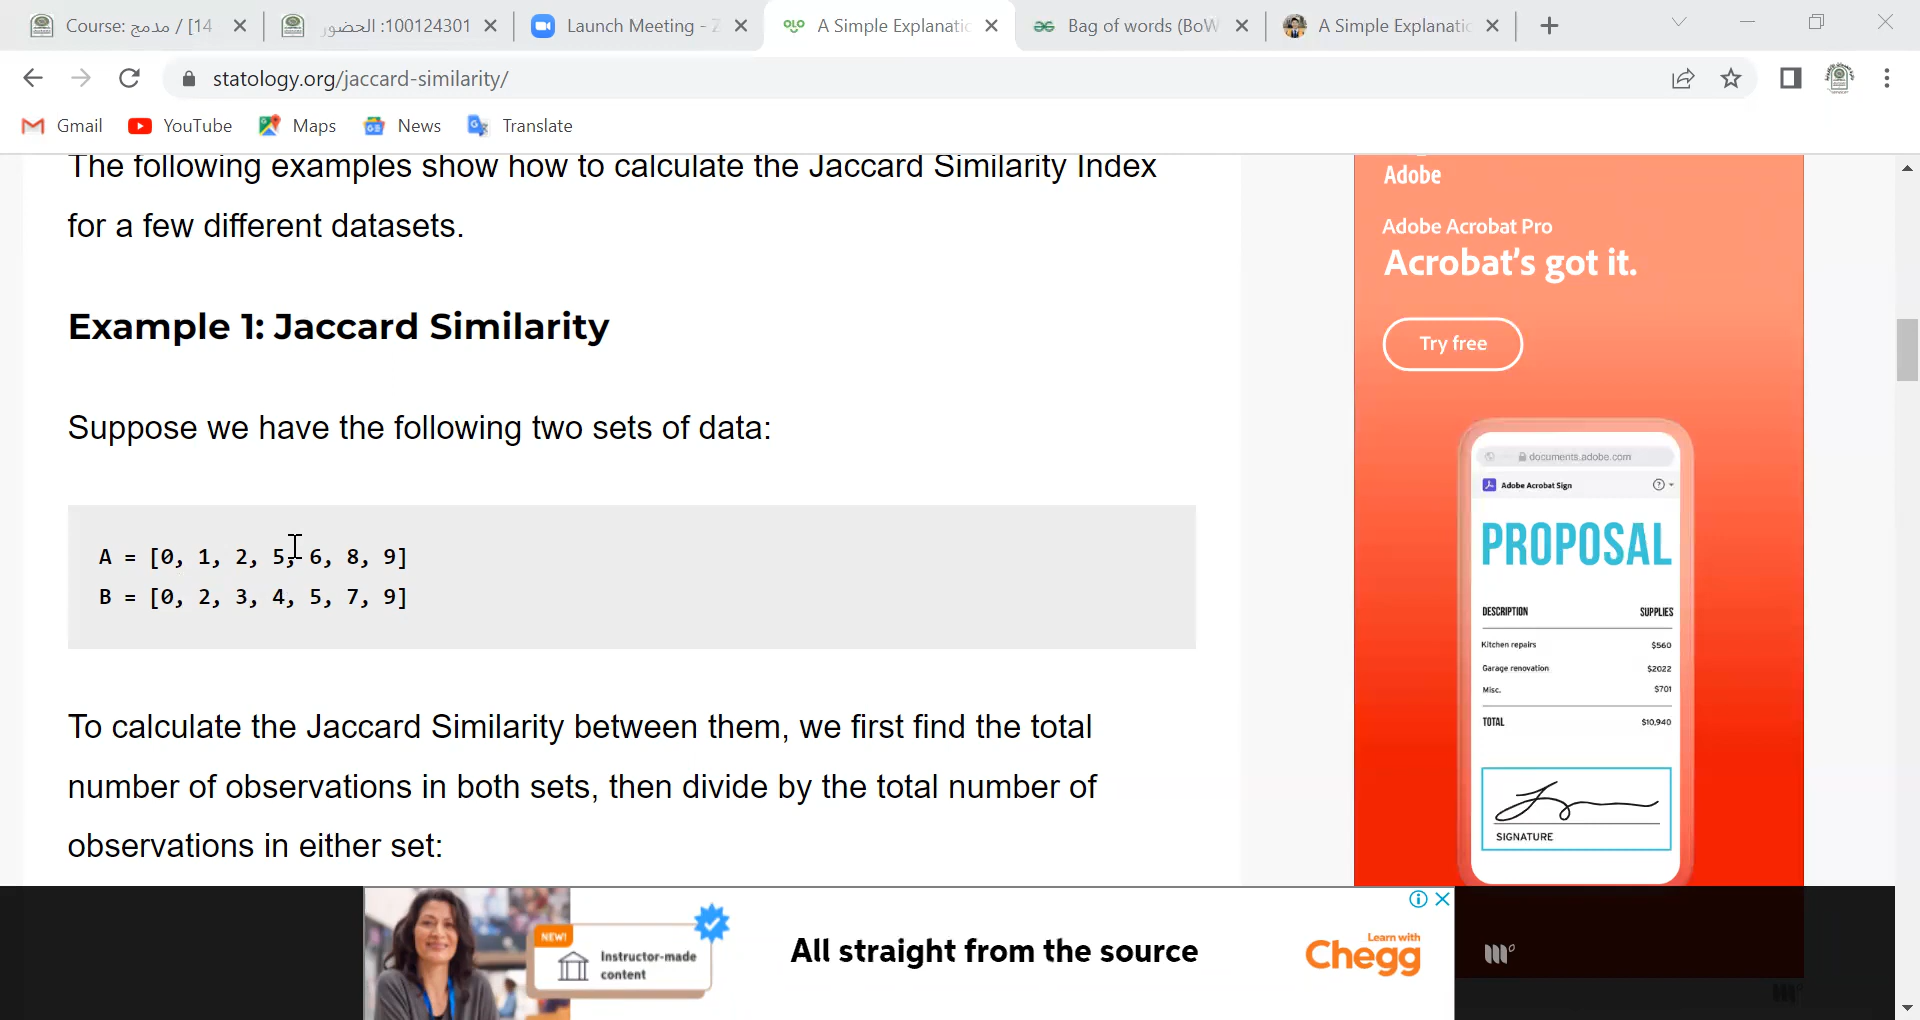 Course: مدمج / [14
100124301: الحضور
Launch Meeting - Z
A Simple Explanatic
Bag of words (BoW
A Simple Explanatic
statology.org/jaccard-similarity/
Gmail
YouTube
Maps
News
Translate
The following examples show how to calculate the Jaccard Similarity Index
for a few different datasets.
Example 1: Jaccard Similarity
Suppose we have the following two sets of data:
A = [0, 1, 2, 5, 6, 8, 9]
B = [0, 2, 3, 4, 5, 7, 9]
To calculate the Jaccard Similarity between them, we first find the total
number of observations in both sets, then divide by the total number of
observations in either set:
Adobe
Adobe Acrobat Pro
Acrobat's got it.
Try free
documents.adobe.com
Adobe Acrobat Sign
PROPOSAL
DESCRIPTION SUPPLIES
Kitchen repairs $560
Garage renovation $2022
Misc. $701
TOTAL $10,940
SIGNATURE
NEW!
Instructor-made
content
All straight from the source
Learn with
Chegg